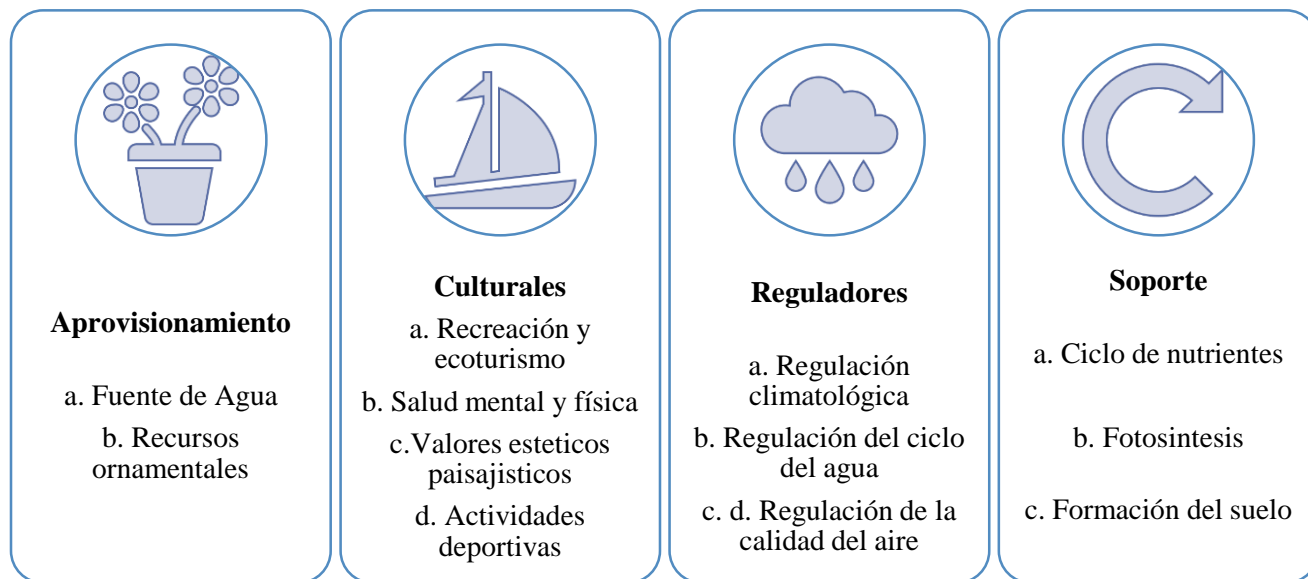 Aprovisionamiento
a. Fuente de Agua
b. Recursos
ornamentales
Culturales
a. Recreación y
ecoturismo
b. Salud mental y física
c.Valores esteticos
paisajisticos
d. Actividades
deportivas
Reguladores
a. Regulación
climatológica
b. Regulación del ciclo
del agua
c. d. Regulación de la
calidad del aire
Soporte
a. Ciclo de nutrientes
b. Fotosintesis
c. Formación del suelo